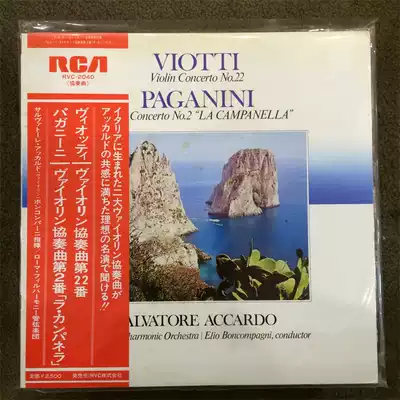 RCA
RVC-2040
(協奏曲)
イタリアに生まれた二大ヴァイオリン協奏曲が
アッカルドの共感に満ちた理想の名演で聞ける!!
ヴィオッティ/ヴァイオリン協奏曲第22番
パガニーニ/ヴァイオリン協奏曲第2番「ラ・カンパネラ」
サルヴァトーレ・アッカルド
ボンコンパーニ指揮 ローマ・フィルハーモニー管弦楽団
定価¥2,500
VIOTTI
Violin Concerto No.22
PAGANINI
Concerto No.2 "LA CAMPANELLA"
ALVATORE ACCARDO
harmonic Orchestra / Elio Boncompagni, conductor